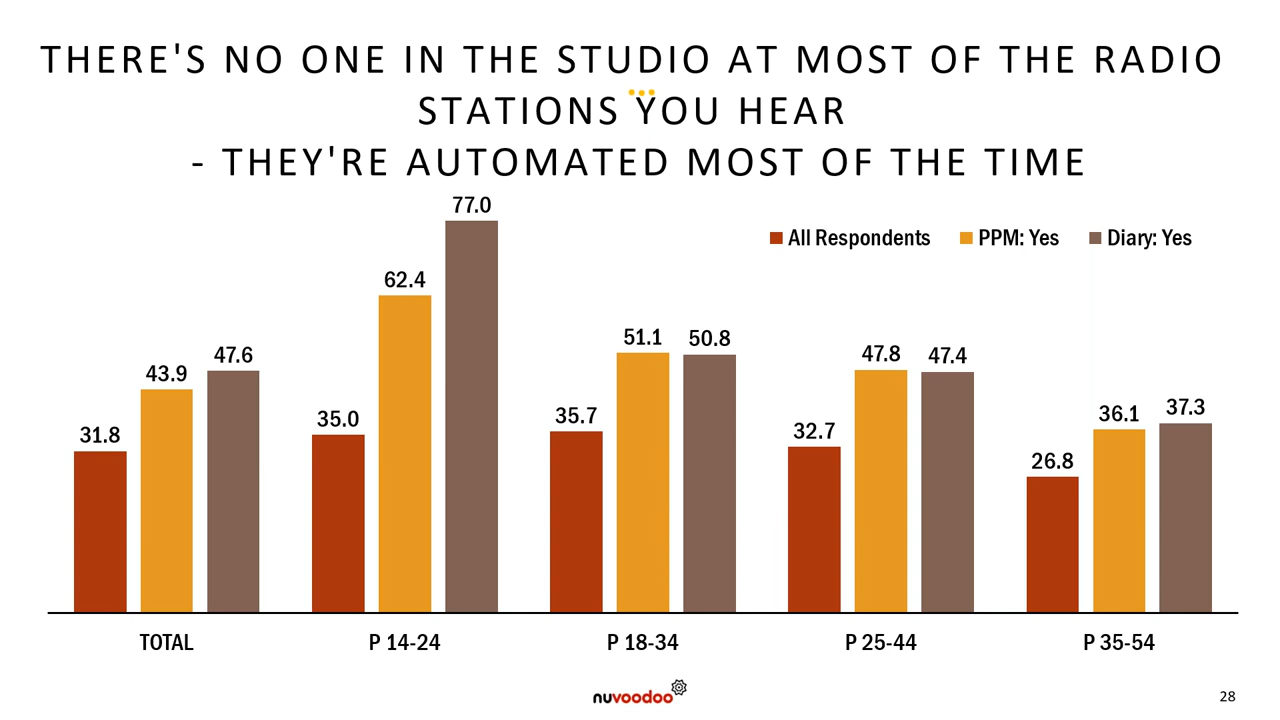 THERE'S NO ONE IN THE STUDIO AT MOST OF THE RADIO
STATIONS YOU HEAR
- THEY'RE AUTOMATED MOST OF THE TIME
All Respondents PPM: Yes Diary: Yes
31.8 43.9 47.6
35.0 62.4 77.0
35.7 51.1 50.8
32.7 47.8 47.4
26.8 36.1 37.3
TOTAL P 14-24 P 18-34 P 25-44 P 35-54
nuvoodoo
28